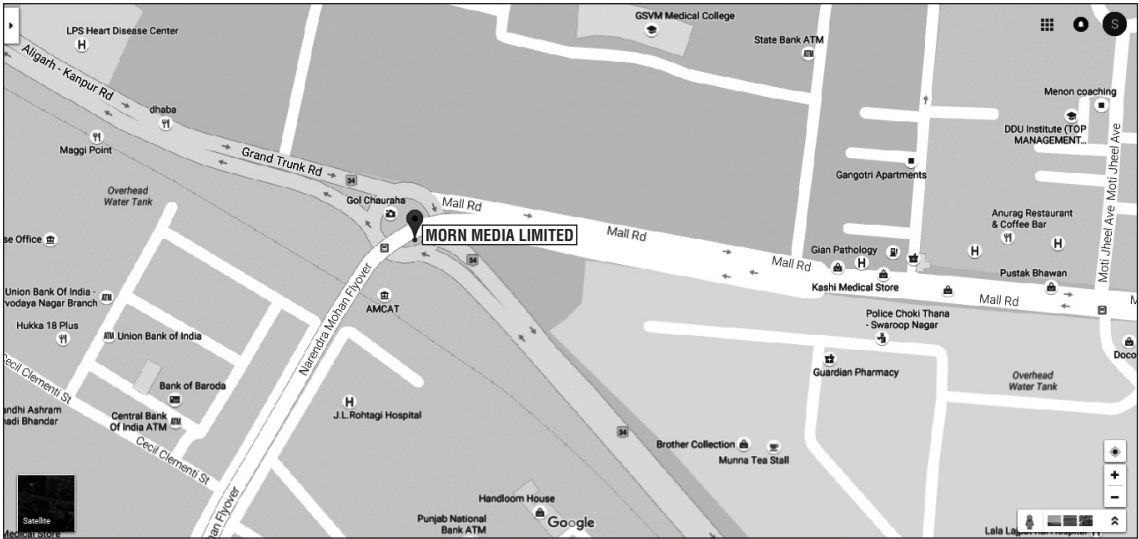 GSVM Medical College
S
LPS Heart Disease Center
H
State Bank ATM
ATM
Aligarh - Kanpur Rd
Menon coaching
dhaba
DDU Institute (TOP
MANAGEMENT...
Maggi Point
Grand Trunk Rd
34
Gangotri Apartments
Moti Jheel Ave
Moti Jheel Ave
Overhead
Water Tank
Gol Chauraha
Mall Rd
Anurag Restaurant
& Coffee Bar
MORN MEDIA LIMITED
Mall Rd
se Office
Gian Pathology
H
H
H
34
Mall Rd
Pustak Bhawan
Kashi Medical Store
Union Bank Of India -
rvodaya Nagar Branch
ATM
Mall Rd
M
AMCAT
Narendra Mohan Flyover
Hukka 18 Plus
Police Choki Thana
- Swaroop Nagar
ATM
Union Bank of India
Doco
Cecil Clementi St
Guardian Pharmacy
Overhead
Water Tank
Bank of Baroda
H
J.L.Rohtagi Hospital
andhi Ashram
nadi Bhandar
Central Bank
Of India ATM
ATM
34
Cecil Clementi St
Brother Collection
Munna Tea Stall
+
−
Handloom House
han Flyover
Satellite
Punjab National
Bank ATM
Google
Medical Store
Lala Lajpat Rai Hospital
H